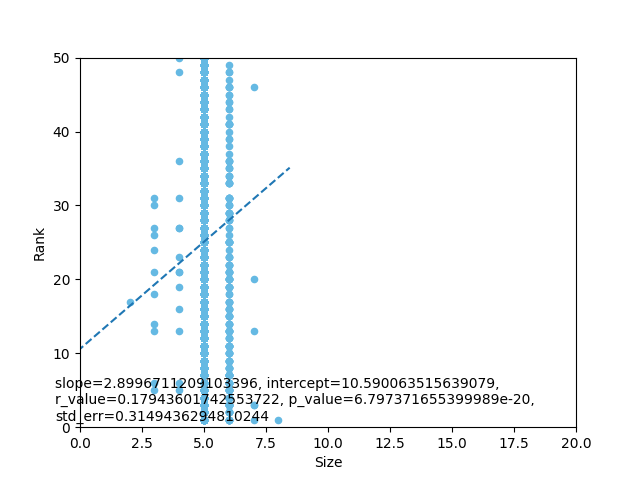 50
40
30
20
10
0
Rank
slope=2.8996711209103396, intercept=10.590063515639079,
r_value=0.17943601742553722, p_value=6.797371655399989e-20,
std_err=0.3149436294810244
0.0 2.5 5.0 7.5 10.0 12.5 15.0 17.5 20.0
Size